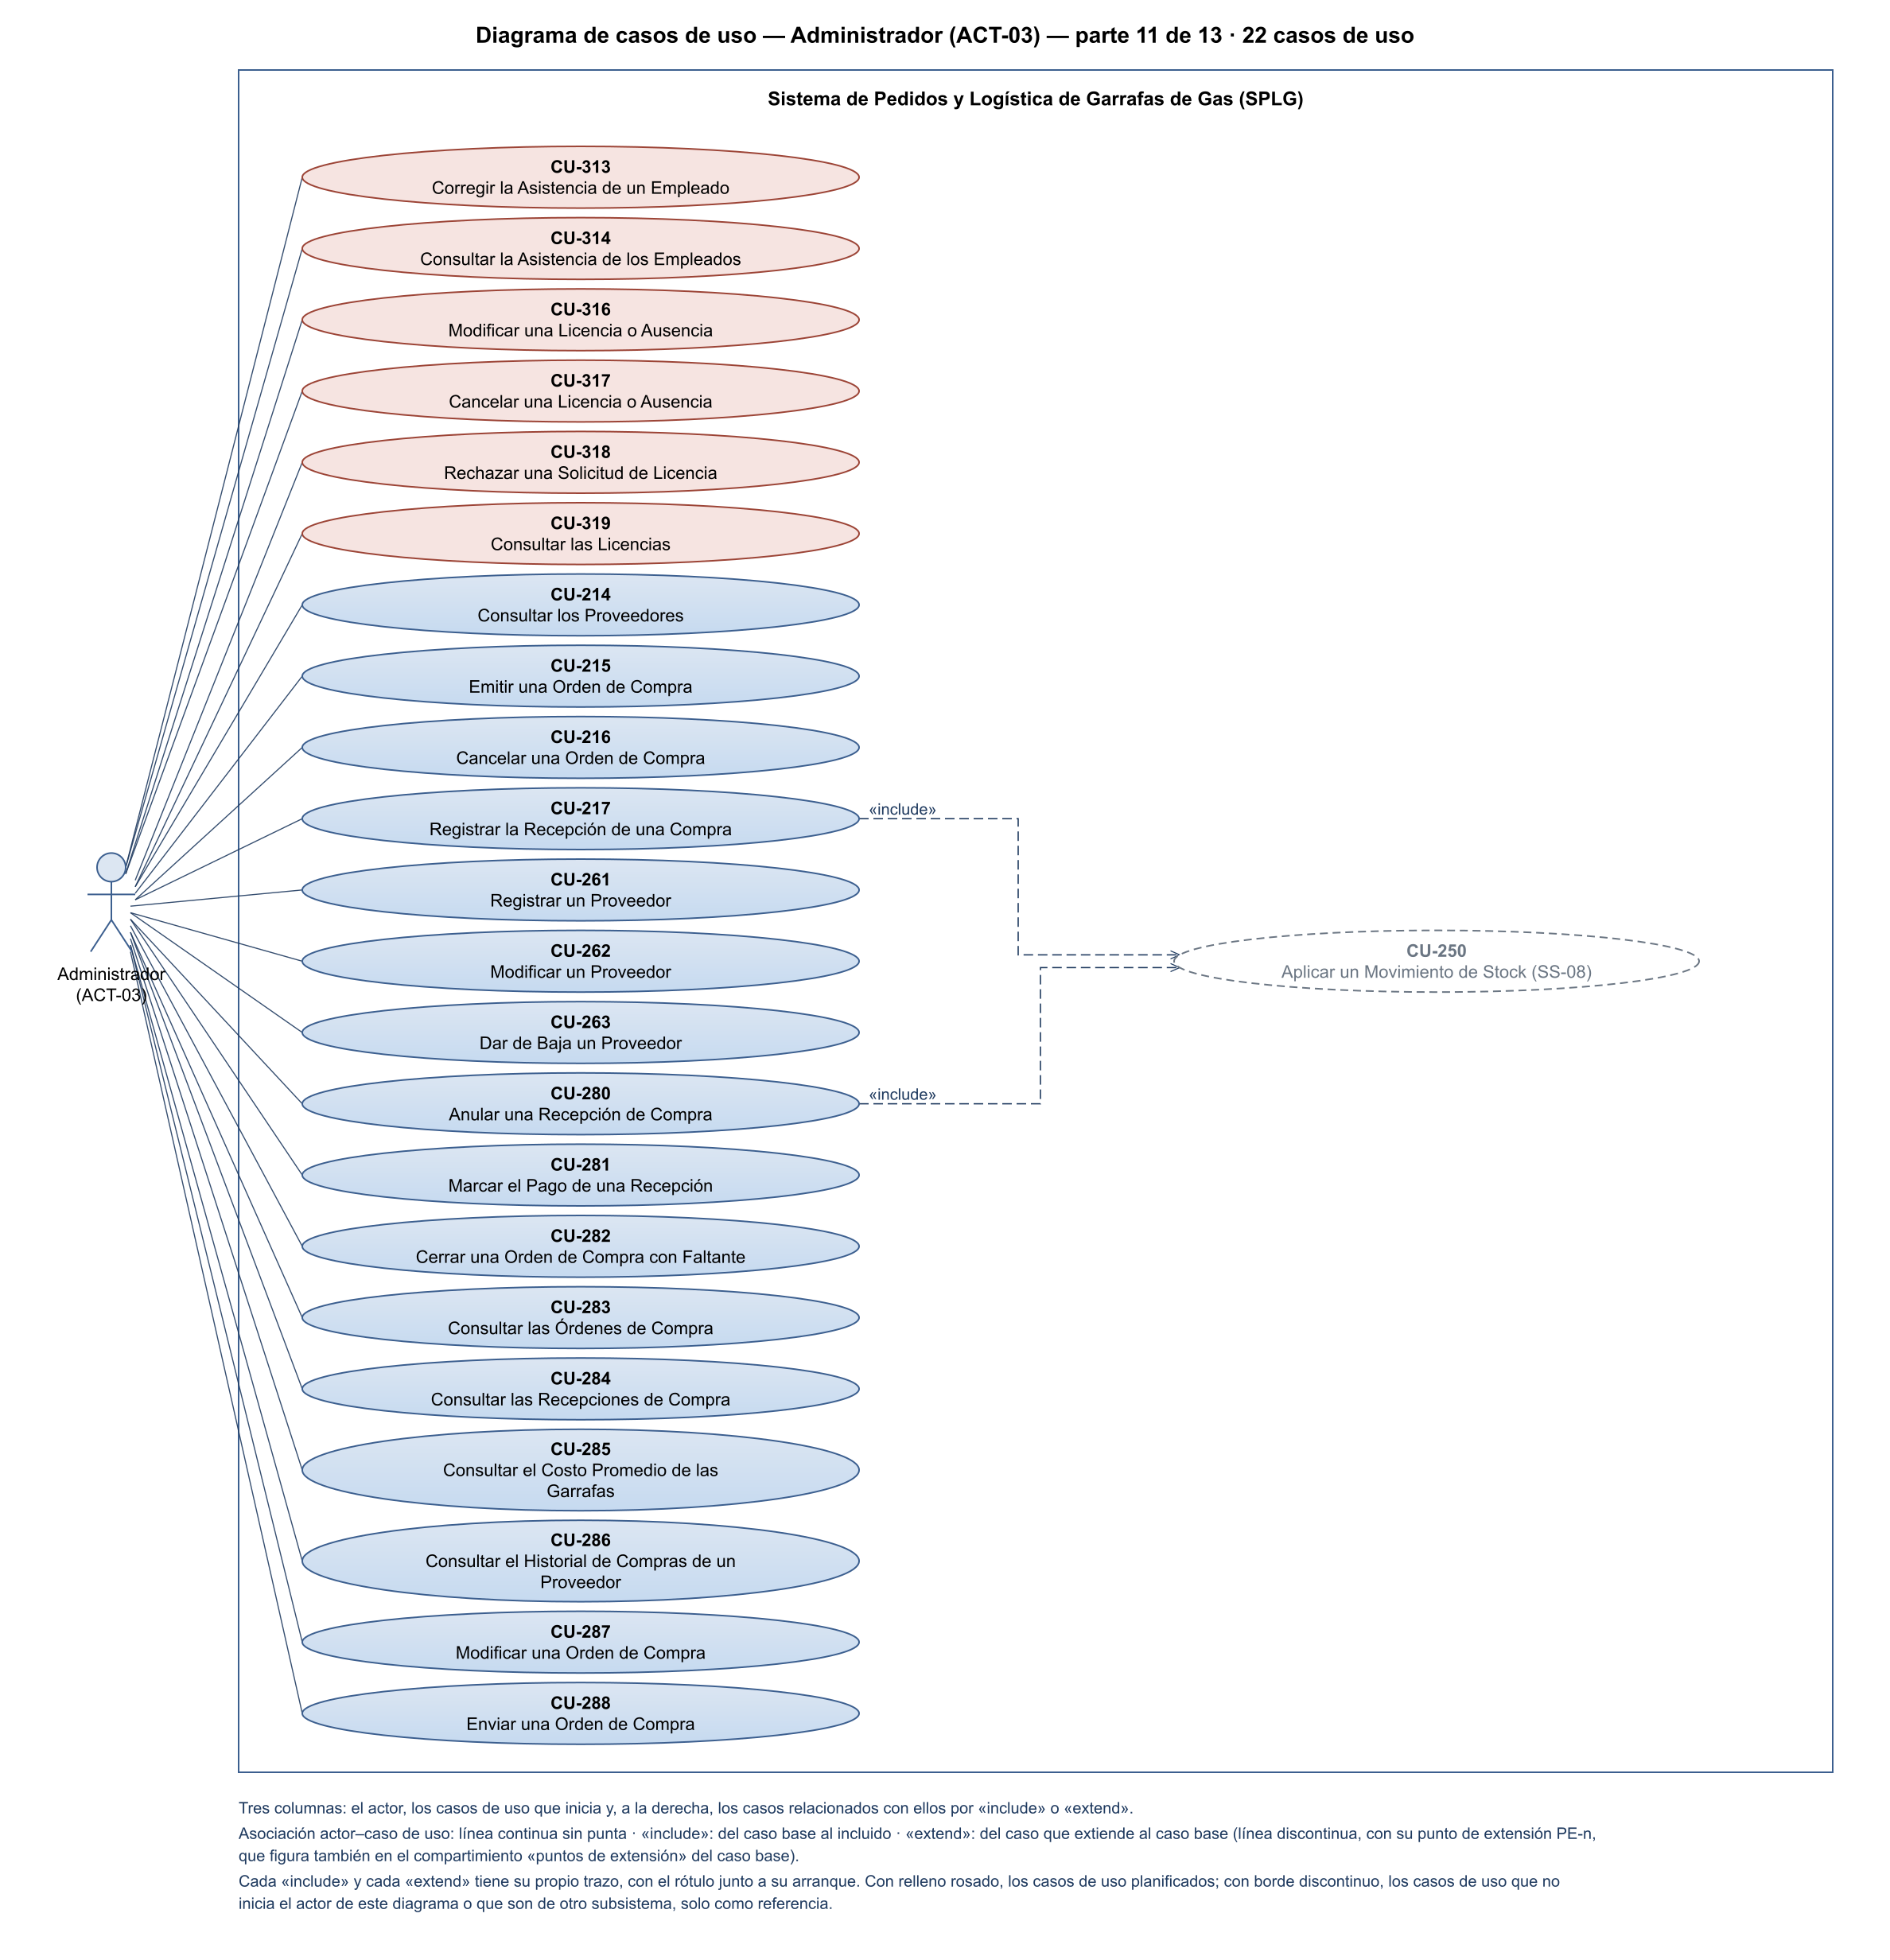 Diagrama de casos de uso — Administrador (ACT-03) — parte 11 de 13 · 22 casos de uso
Sistema de Pedidos y Logística de Garrafas de Gas (SPLG)
CU-313
Corregir la Asistencia de un Empleado
CU-314
Consultar la Asistencia de los Empleados
CU-316
Modificar una Licencia o Ausencia
CU-317
Cancelar una Licencia o Ausencia
CU-318
Rechazar una Solicitud de Licencia
CU-319
Consultar las Licencias
CU-214
Consultar los Proveedores
CU-215
Emitir una Orden de Compra
CU-216
Cancelar una Orden de Compra
CU-217
Registrar la Recepción de una Compra
«include»
CU-261
Registrar un Proveedor
CU-262
Modificar un Proveedor
CU-250
Aplicar un Movimiento de Stock (SS-08)
Administrador
(ACT-03)
CU-263
Dar de Baja un Proveedor
CU-280
Anular una Recepción de Compra
«include»
CU-281
Marcar el Pago de una Recepción
CU-282
Cerrar una Orden de Compra con Faltante
CU-283
Consultar las Órdenes de Compra
CU-284
Consultar las Recepciones de Compra
CU-285
Consultar el Costo Promedio de las
Garrafas
CU-286
Consultar el Historial de Compras de un
Proveedor
CU-287
Modificar una Orden de Compra
CU-288
Enviar una Orden de Compra
Tres columnas: el actor, los casos de uso que inicia y, a la derecha, los casos relacionados con ellos por «include» o «extend».
Asociación actor–caso de uso: línea continua sin punta · «include»: del caso base al incluido · «extend»: del caso que extiende al caso base (línea discontinua, con su punto de extensión PE-n,
que figura también en el compartimiento «puntos de extensión» del caso base).
Cada «include» y cada «extend» tiene su propio trazo, con el rótulo junto a su arranque. Con relleno rosado, los casos de uso planificados; con borde discontinuo, los casos de uso que no
inicia el actor de este diagrama o que son de otro subsistema, solo como referencia.